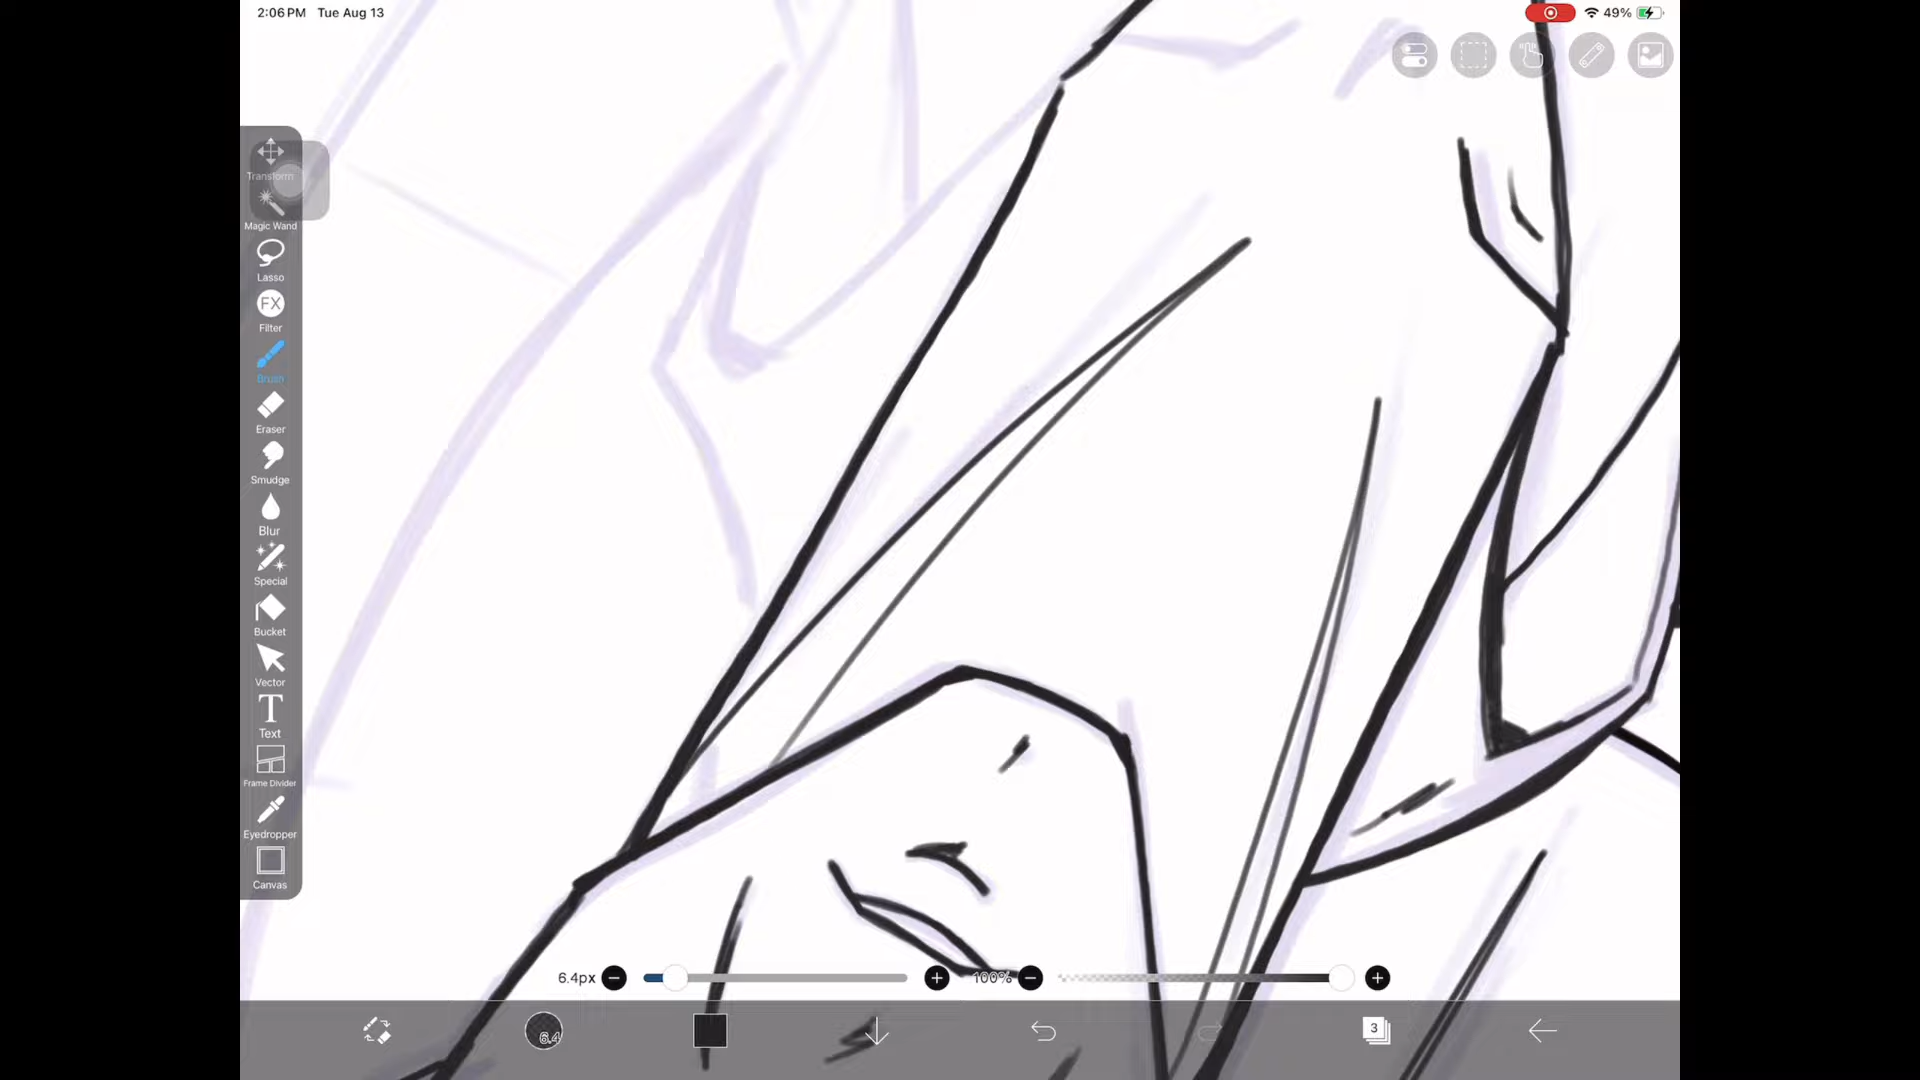 2:06 PM Tue Aug 13
49%
Transform
Magic Wand
Lasso
FX
Filter
Brush
Eraser
Smudge
Blur
Special
Bucket
Vector
T
Text
Frame Divider
Eyedropper
Canvas
6.4px
100%
6.4
3